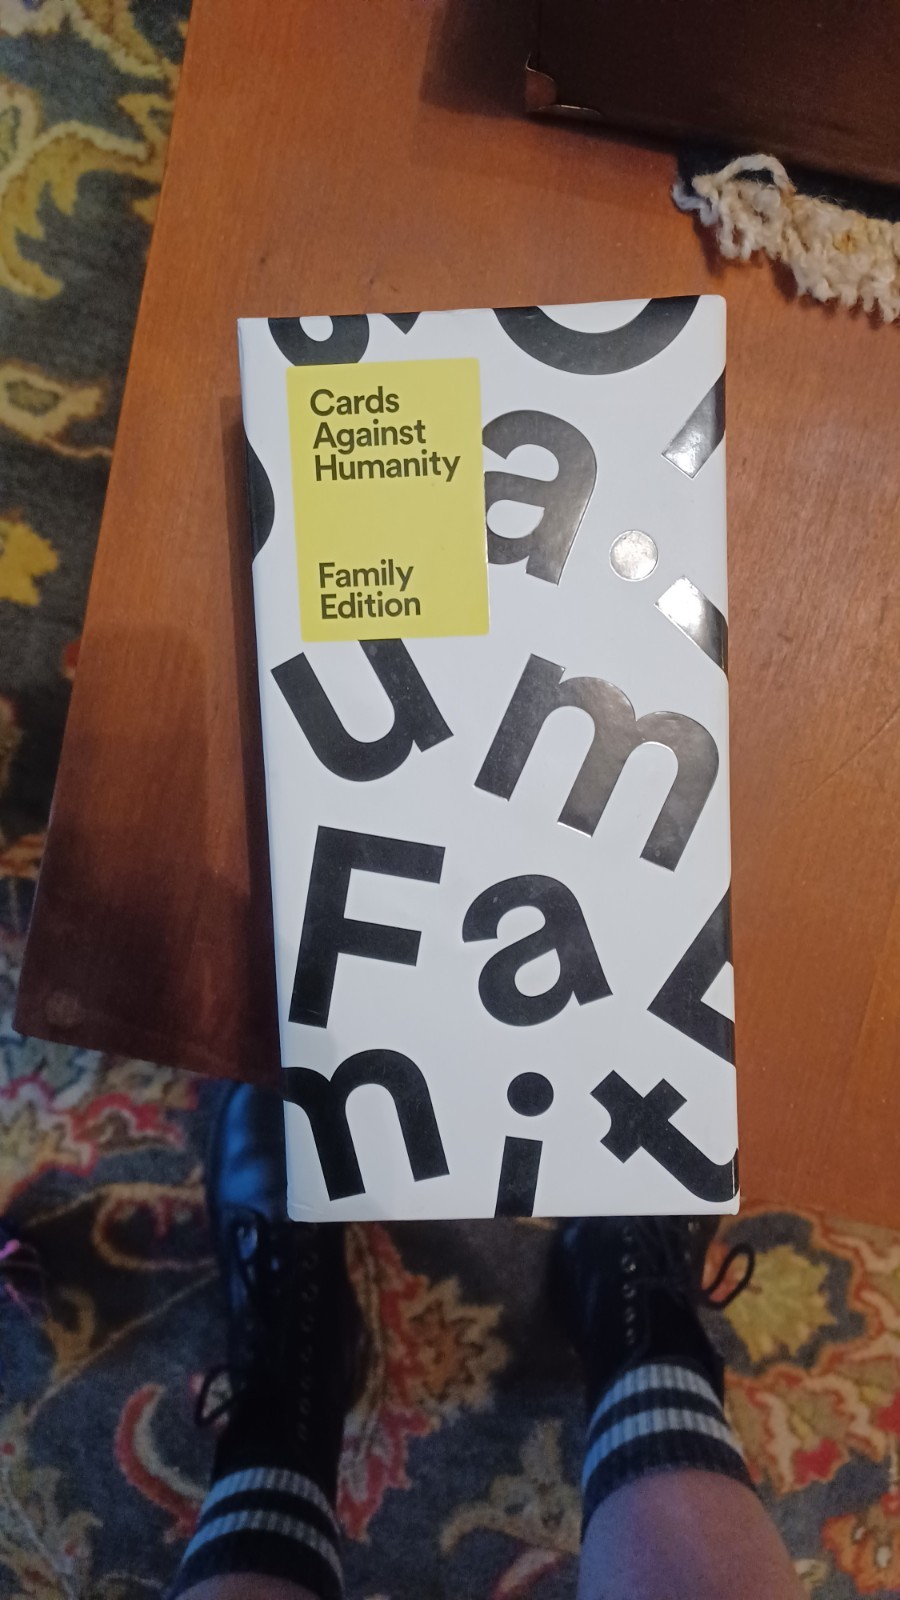 Cards
Against
Humanity
Family
Edition
a
u
m
F
a
m
i
t